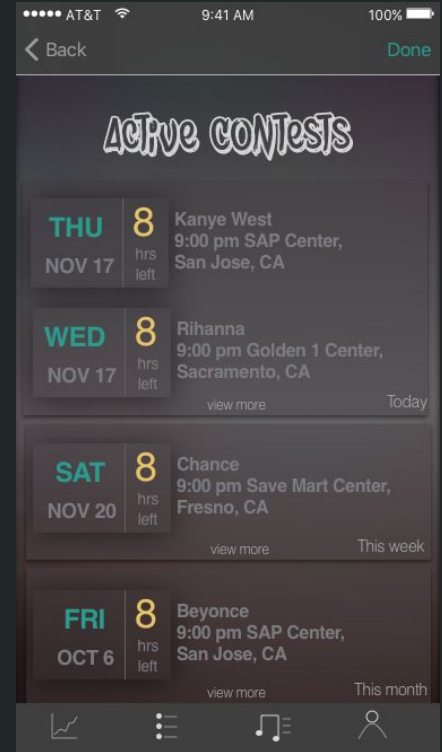 AT&T 9:41 AM 100%
Back Done
ACTIVE CONTESTS
THU 8 Kanye West
9:00 pm SAP Center,
NOV 17 hrs left San Jose, CA
WED 8 Rihanna
9:00 pm Golden 1 Center,
NOV 17 hrs left Sacramento, CA
view more Today
SAT 8 Chance
9:00 pm Save Mart Center,
NOV 20 hrs left Fresno, CA
view more This week
FRI 8 Beyonce
9:00 pm SAP Center,
OCT 6 hrs left San Jose, CA
view more This month